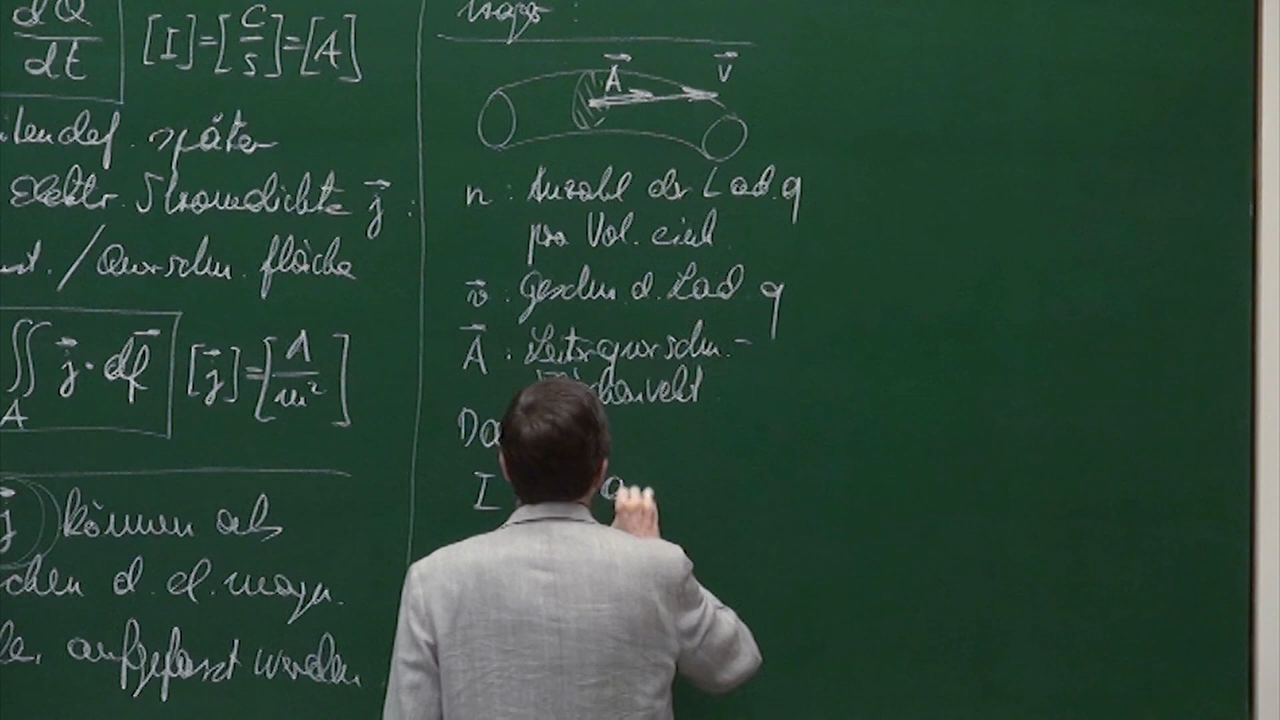 dQ/dt [I]=[C/s]=[A]
später
Elektr. Stromdichte j⃗ :
/Querschn. fläche
∬_A j⃗ · df⃗ [j⃗]=[A/m²]
j⃗ können als
d. el. magn.
aufgefasst werden
A⃗ v⃗
n : Anzahl der Lad. q
pro Vol. einh.
v⃗ : Geschw d. Lad q
A⃗ : Leiterquerschn.-
I